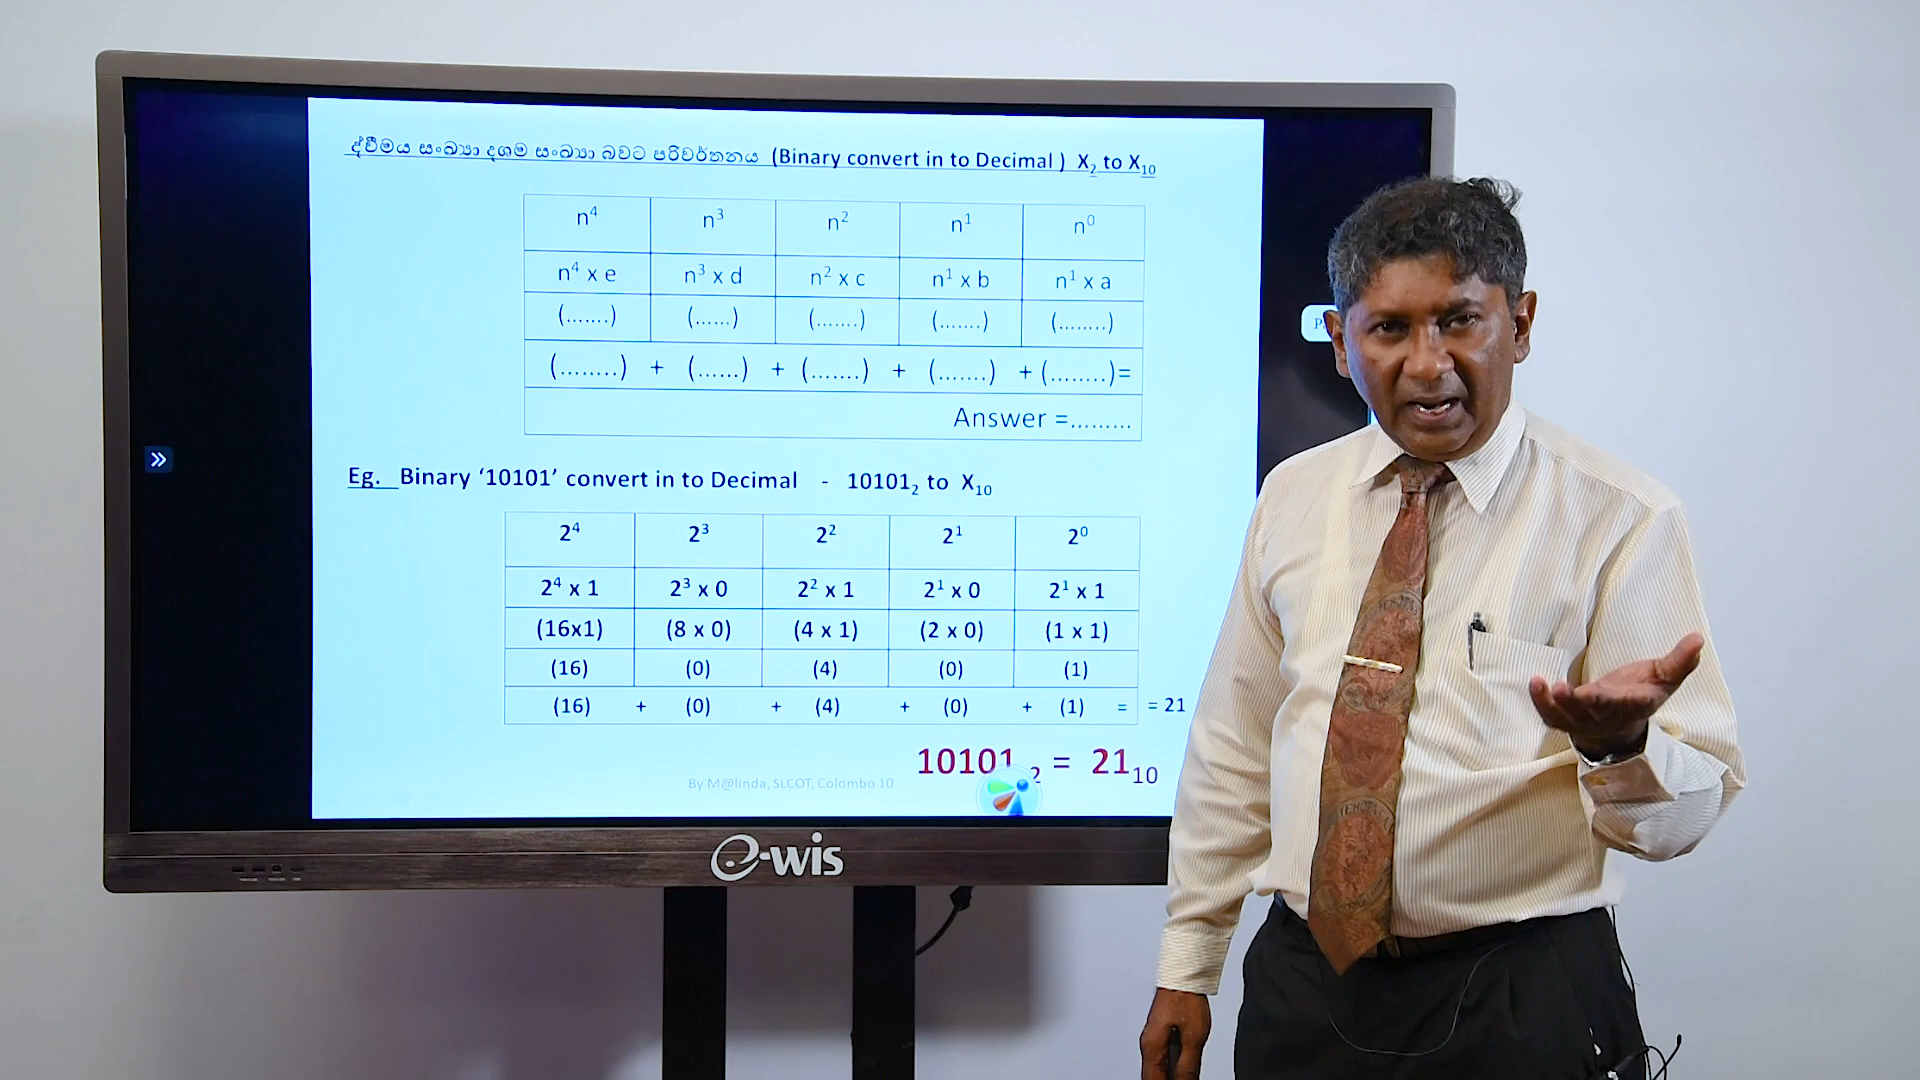 ද්වීමය සංඛ්‍යා දශම සංඛ්‍යා බවට පරිවර්තනය (Binary convert in to Decimal ) X₂ to X₁₀
n⁴ n³ n² n¹ n⁰
n⁴ x e n³ x d n² x c n¹ x b n¹ x a
(.......) (......) (.......) (.......) (........)
(........) + (......) + (.......) + (.......) + (........)=
Answer =.........
Eg. Binary ‘10101’ convert in to Decimal - 10101₂ to X₁₀
2⁴ 2³ 2² 2¹ 2⁰
2⁴ x 1 2³ x 0 2² x 1 2¹ x 0 2¹ x 1
(16x1) (8 x 0) (4 x 1) (2 x 0) (1 x 1)
(16) (0) (4) (0) (1)
(16) + (0) + (4) + (0) + (1) = = 21
10101₂ = 21₁₀
By M@linda, SLCOT, Colombo 10
e-wis